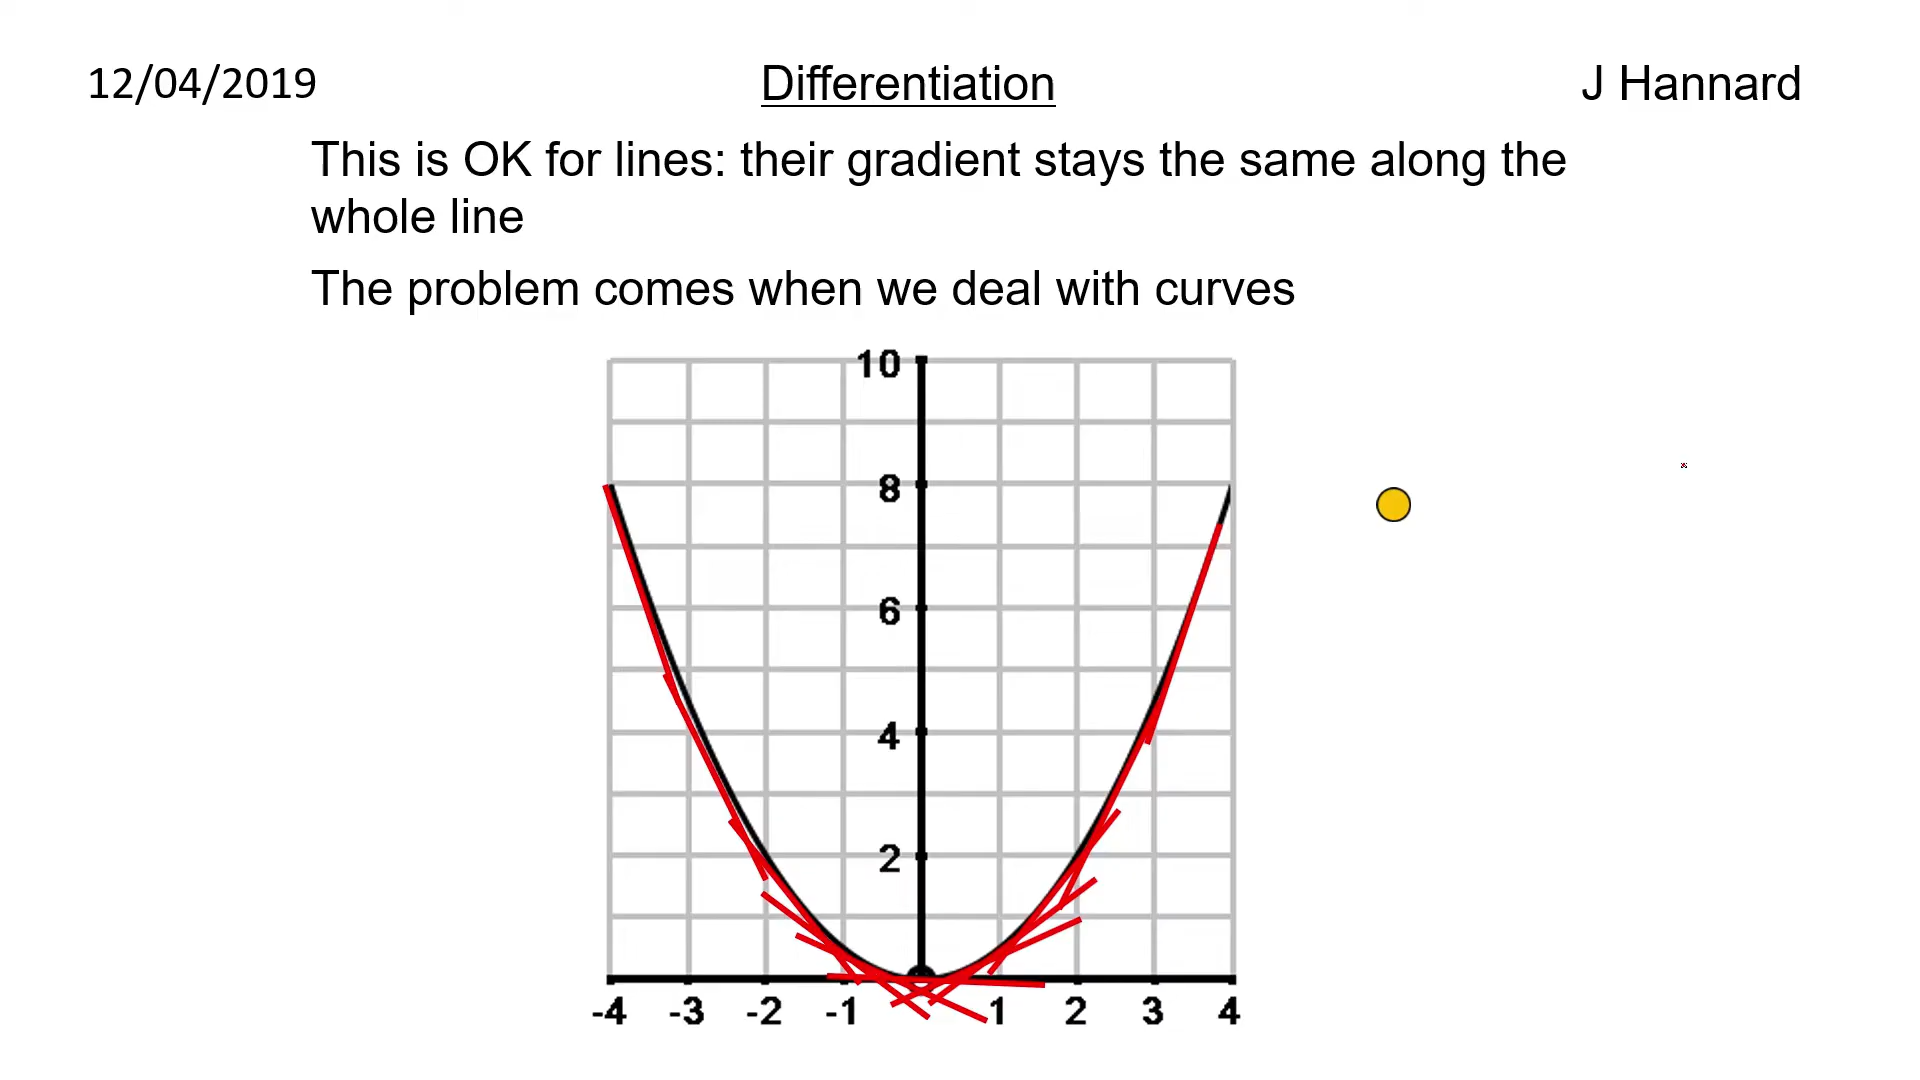 12/04/2019 Differentiation J Hannard
This is OK for lines: their gradient stays the same along the
whole line
The problem comes when we deal with curves
10
8
6
4
2
-4 -3 -2 -1 1 2 3 4